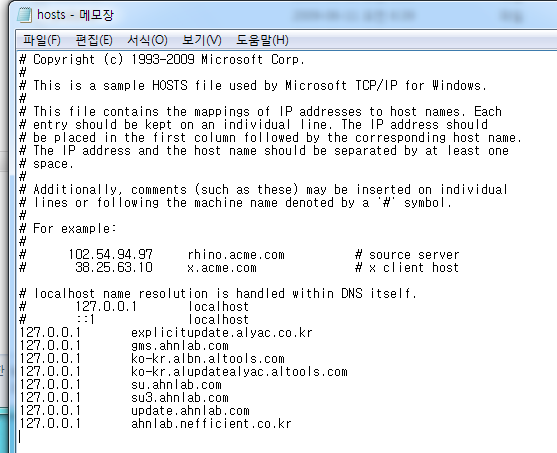 hosts - 메모장
파일(F) 편집(E) 서식(O) 보기(V) 도움말(H)
# Copyright (c) 1993-2009 Microsoft Corp.
#
# This is a sample HOSTS file used by Microsoft TCP/IP for Windows.
#
# This file contains the mappings of IP addresses to host names. Each
# entry should be kept on an individual line. The IP address should
# be placed in the first column followed by the corresponding host name.
# The IP address and the host name should be separated by at least one
# space.
#
# Additionally, comments (such as these) may be inserted on individual
# lines or following the machine name denoted by a '#' symbol.
#
# For example:
#
#      102.54.94.97     rhino.acme.com          # source server
#       38.25.63.10     x.acme.com              # x client host

# localhost name resolution is handled within DNS itself.
#       127.0.0.1       localhost
#       ::1             localhost
127.0.0.1       explicitupdate.alyac.co.kr
127.0.0.1       gms.ahnlab.com
127.0.0.1       ko-kr.albn.altools.com
127.0.0.1       ko-kr.alupdatealyac.altools.com
127.0.0.1       su.ahnlab.com
127.0.0.1       su3.ahnlab.com
127.0.0.1       update.ahnlab.com
127.0.0.1       ahnlab.nefficient.co.kr